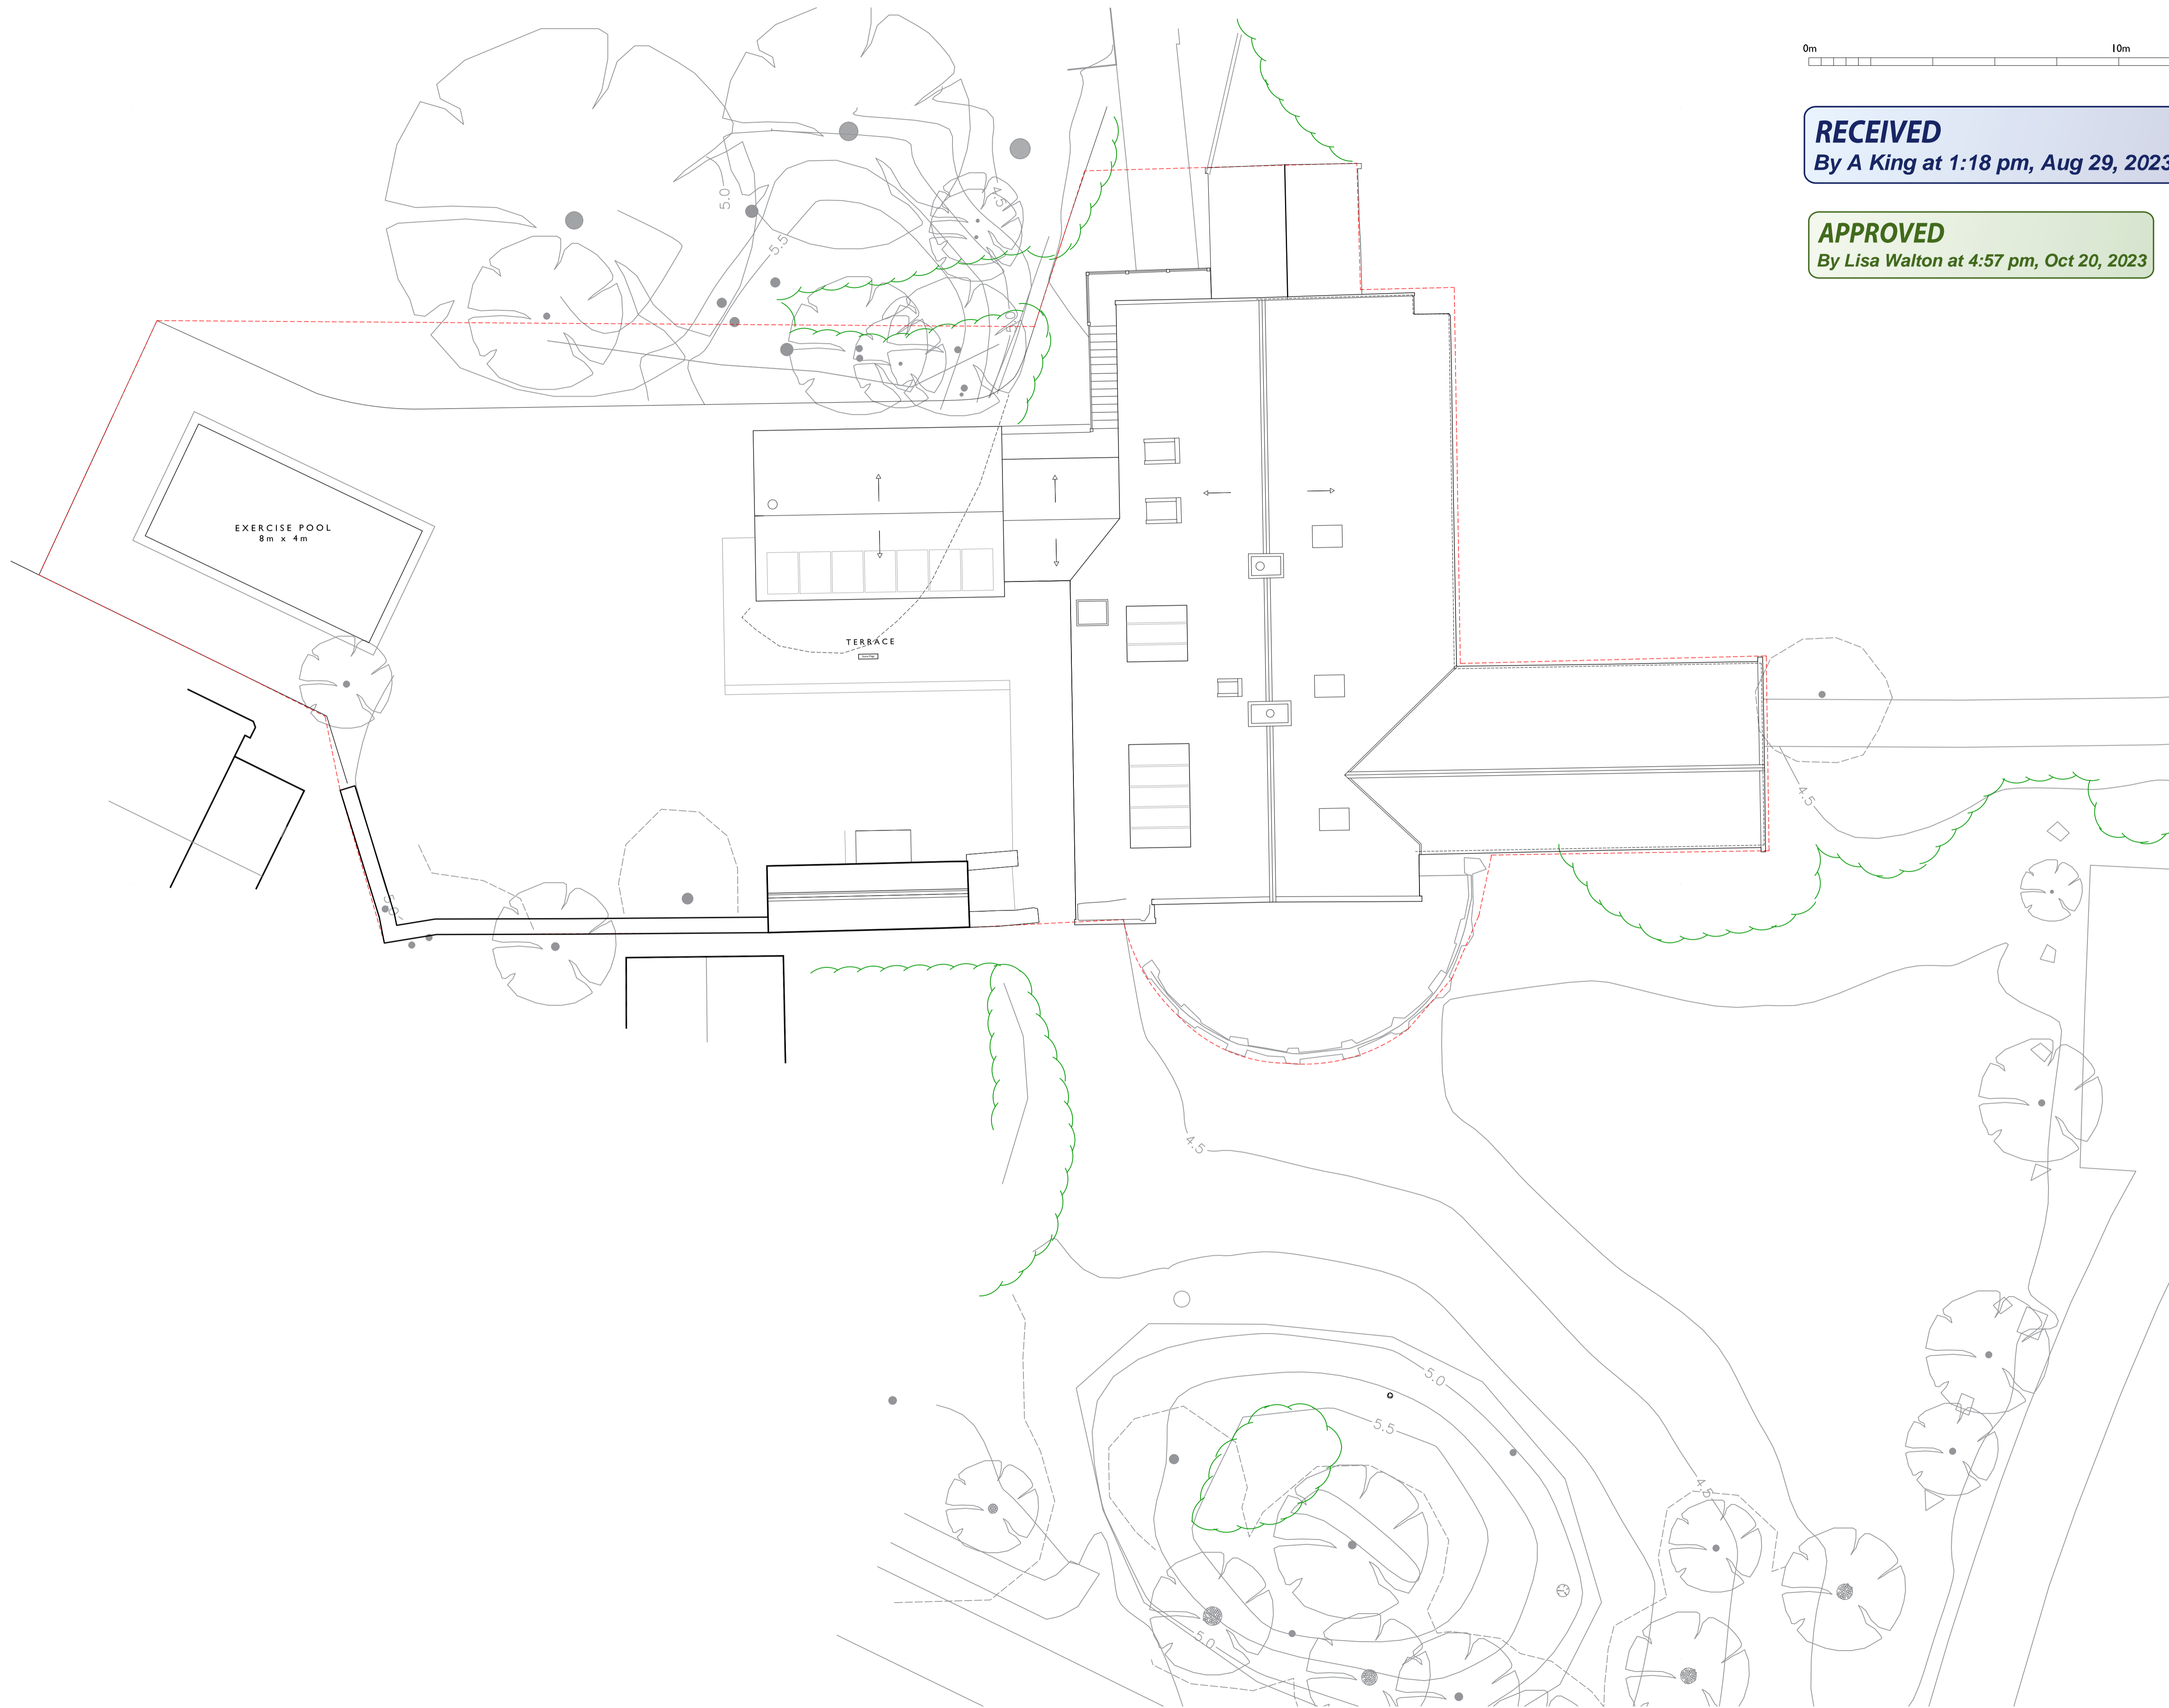 0m 10m
RECEIVED
By A King at 1:18 pm, Aug 29, 2023
APPROVED
By Lisa Walton at 4:57 pm, Oct 20, 2023
5.0
4.5
5.5
EXERCISE POOL
8m x 4m
TERRACE
4.5
4.5
5.0
5.5
4.5
5.0